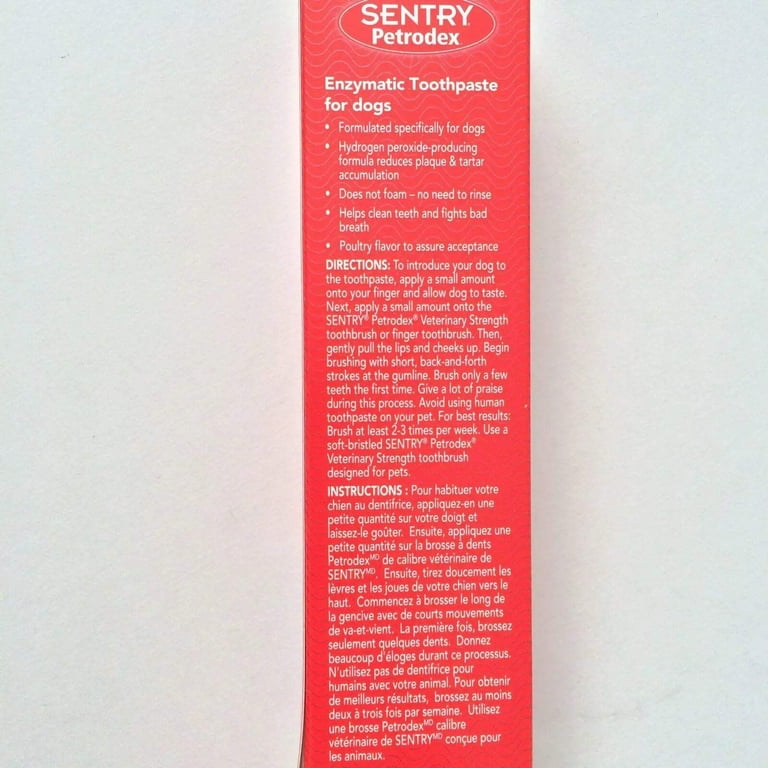 SENTRY
Petrodex
Enzymatic Toothpaste
for dogs
• Formulated specifically for dogs
• Hydrogen peroxide-producing
formula reduces plaque & tartar
accumulation
• Does not foam – no need to rinse
• Helps clean teeth and fights bad
breath
• Poultry flavor to assure acceptance
DIRECTIONS: To introduce your dog to
the toothpaste, apply a small amount
onto your finger and allow dog to taste.
Next, apply a small amount onto the
SENTRY® Petrodex® Veterinary Strength
toothbrush or finger toothbrush. Then,
gently pull the lips and cheeks up. Begin
brushing with short, back-and-forth
strokes at the gumline. Brush only a few
teeth the first time. Give a lot of praise
during this process. Avoid using human
toothpaste on your pet. For best results:
Brush at least 2-3 times per week. Use a
soft-bristled SENTRY® Petrodex®
Veterinary Strength toothbrush
designed for pets.
INSTRUCTIONS : Pour habituer votre
chien au dentifrice, appliquez-en une
petite quantité sur votre doigt et
laissez-le goûter. Ensuite, appliquez une
petite quantité sur la brosse à dents
Petrodex^MD de calibre vétérinaire de
SENTRY^MD. Ensuite, tirez doucement les
lèvres et les joues de votre chien vers le
haut. Commencez à brosser le long de
la gencive avec de courts mouvements
de va-et-vient. La première fois, brossez
seulement quelques dents. Donnez
beaucoup d'éloges durant ce processus.
N'utilisez pas de dentifrice pour
humains avec votre animal. Pour obtenir
de meilleurs résultats, brossez au moins
deux à trois fois par semaine. Utilisez
une brosse Petrodex^MD calibre
vétérinaire de SENTRY^MD conçue pour
les animaux.